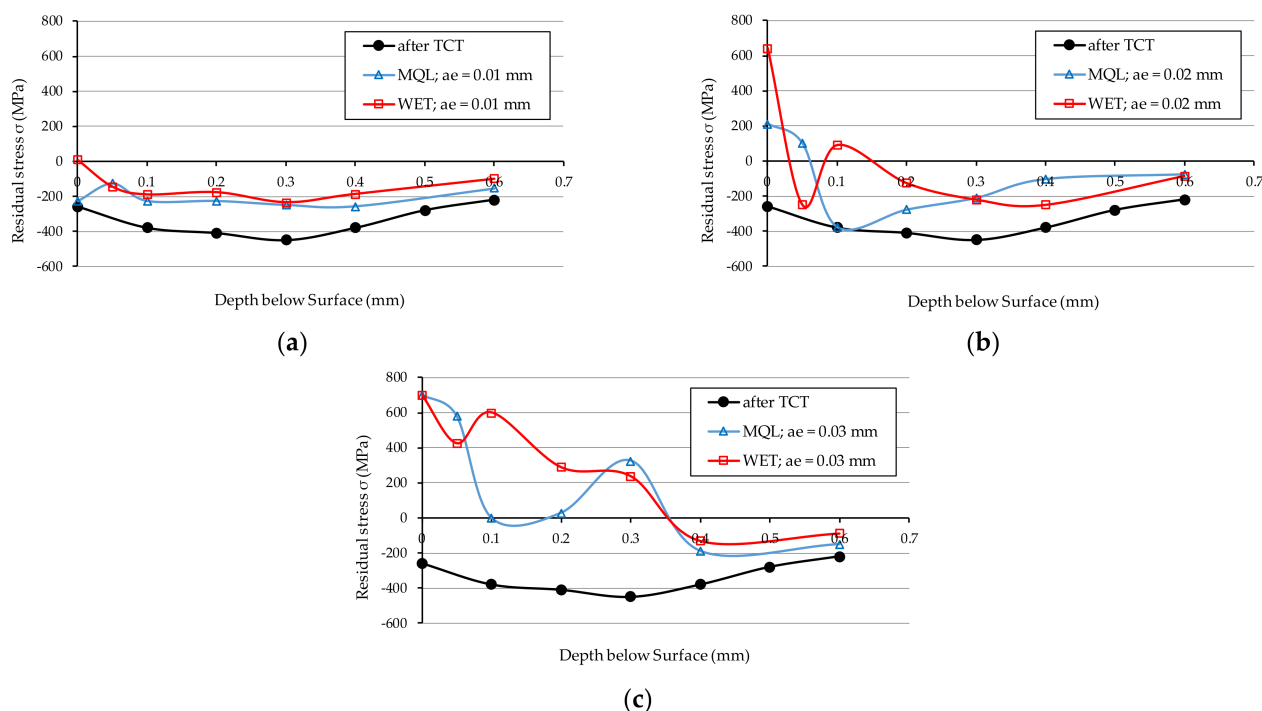 800
600
400
200
0
-200
-400
-600
0
0.1
0.2
0.3
0.4
0.5
0.6
0.7
Residual stress σ (MPa)
Depth below Surface (mm)
after TCT
MQL; ae = 0.01 mm
WET; ae = 0.01 mm
(a)
800
600
400
200
0
-200
-400
-600
0
0.1
0.2
0.3
0.4
0.5
0.6
0.7
Residual stress σ (MPa)
Depth below Surface (mm)
after TCT
MQL; ae = 0.02 mm
WET; ae = 0.02 mm
(b)
800
600
400
200
0
-200
-400
-600
0
0.1
0.2
0.3
0.4
0.5
0.6
0.7
Residual stress σ (MPa)
Depth below Surface (mm)
after TCT
MQL; ae = 0.03 mm
WET; ae = 0.03 mm
(c)